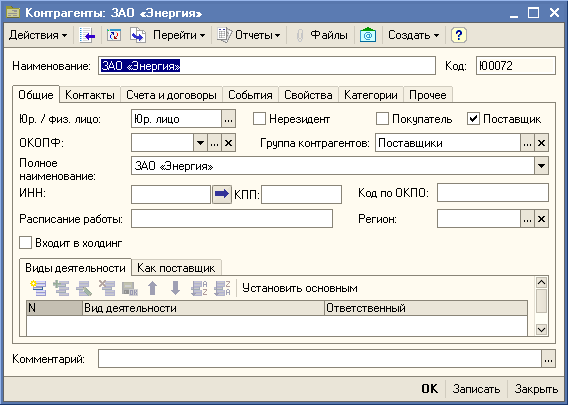 Контрагенты: ЗАО «Энергия»
Действия Перейти Отчеты Файлы Создать ?
Наименование: ЗАО «Энергия» Код: Ю0072
Общие Контакты Счета и договоры События Свойства Категории Прочее
Юр. / физ. лицо: Юр. лицо ... Нерезидент Покупатель Поставщик
ОКОПФ: ... Группа контрагентов: Поставщики ...
Полное наименование: ЗАО «Энергия»
ИНН: КПП: Код по ОКПО:
Расписание работы: Регион: ...
Входит в холдинг
Виды деятельности Как поставщик
Установить основным
N Вид деятельности Ответственный
Комментарий: ...
OK Записать Закрыть